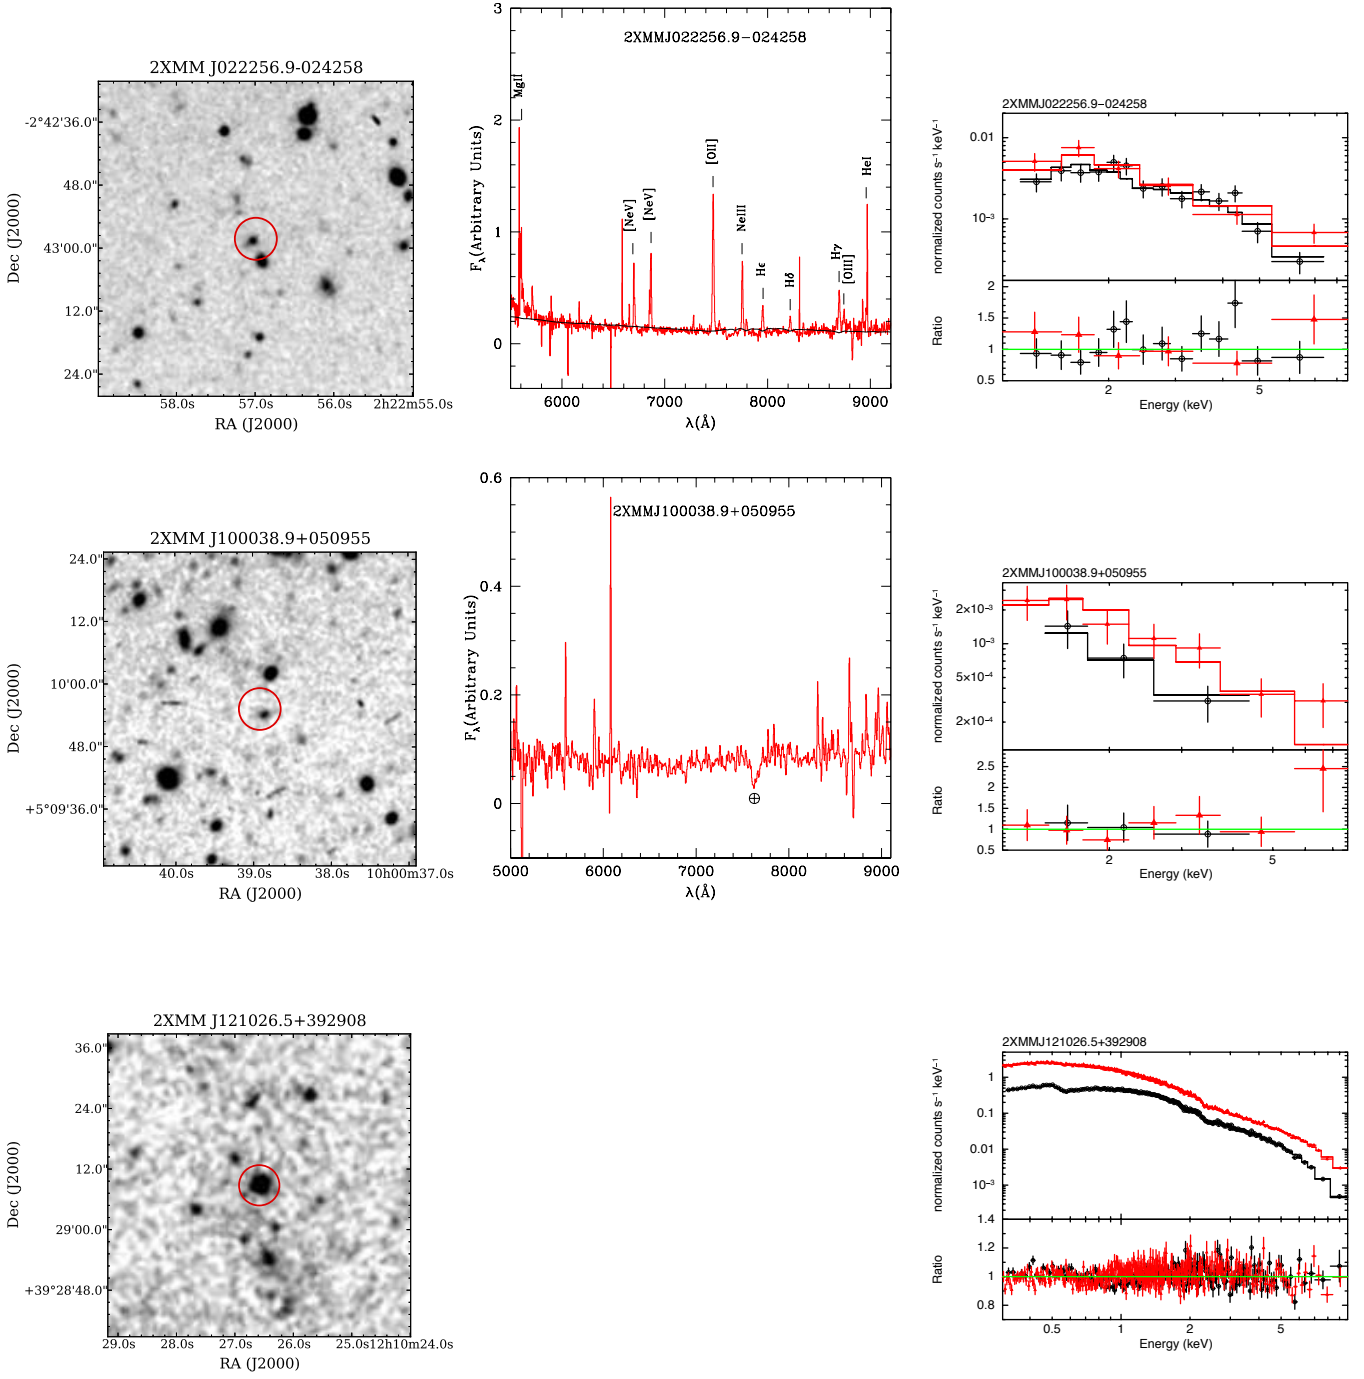 2XMM J022256.9-024258
-2°42'36.0"
48.0"
43'00.0"
12.0"
24.0"
Dec (J2000)
58.0s 57.0s 56.0s 2h22m55.0s
RA (J2000)
2XMMJ022256.9−024258
3
2
1
0
Fλ(Arbitrary Units)
MgII
[NeV]
[NeV]
[OII]
NeIII
Hε
Hδ
Hγ
[OIII]
HeI
6000 7000 8000 9000
λ(Å)
2XMMJ022256.9−024258
0.01
10⁻³
normalized counts s⁻¹ keV⁻¹
2
1.5
1
0.5
Ratio
2 5
Energy (keV)
2XMM J100038.9+050955
24.0"
12.0"
10'00.0"
48.0"
+5°09'36.0"
Dec (J2000)
40.0s 39.0s 38.0s 10h00m37.0s
RA (J2000)
2XMMJ100038.9+050955
0.6
0.4
0.2
0
Fλ(Arbitrary Units)
⊕
5000 6000 7000 8000 9000
λ(Å)
2XMMJ100038.9+050955
2×10⁻³
10⁻³
5×10⁻⁴
2×10⁻⁴
normalized counts s⁻¹ keV⁻¹
2.5
2
1.5
1
0.5
Ratio
2 5
Energy (keV)
2XMM J121026.5+392908
36.0"
24.0"
12.0"
29'00.0"
+39°28'48.0"
Dec (J2000)
29.0s 28.0s 27.0s 26.0s 25.0s12h10m24.0s
RA (J2000)
2XMMJ121026.5+392908
1
0.1
0.01
10⁻³
normalized counts s⁻¹ keV⁻¹
1.4
1.2
1
0.8
Ratio
0.5 1 2 5
Energy (keV)